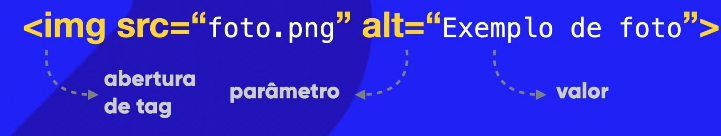 <img src=“foto.png” alt=“Exemplo de foto”>
abertura
de tag
parâmetro
valor